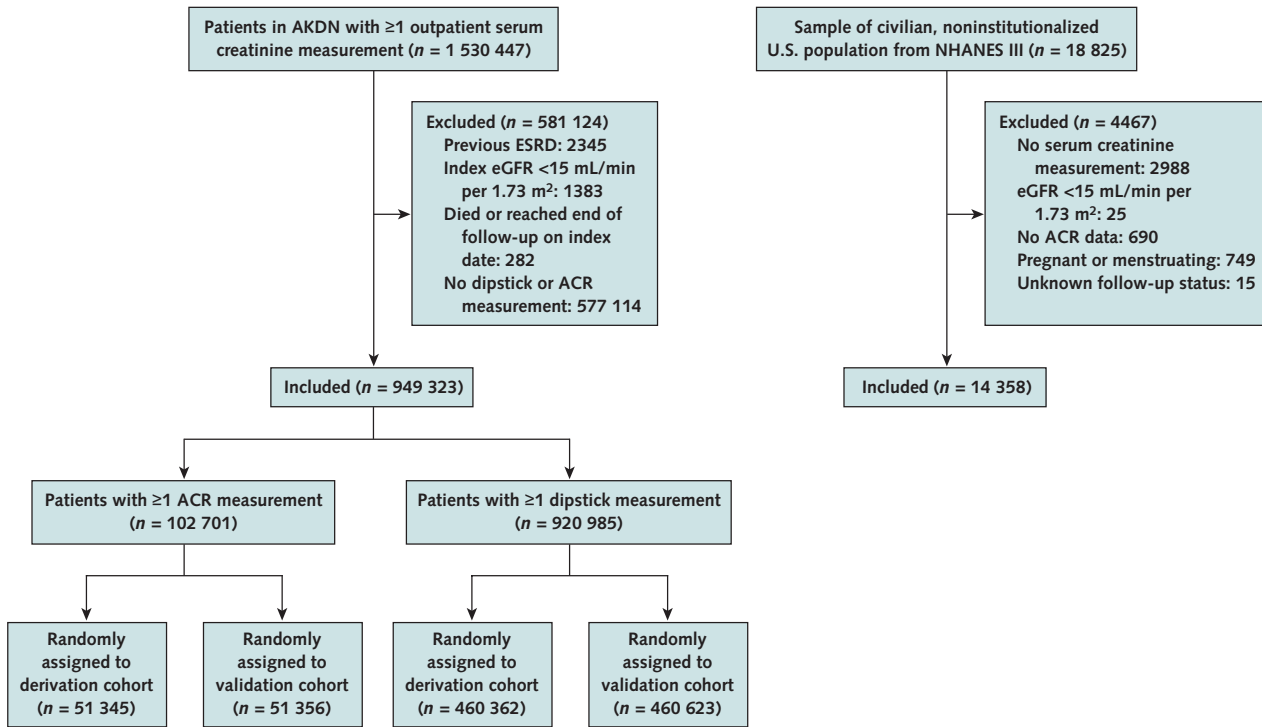 Patients in AKDN with ≥1 outpatient serum
creatinine measurement (n = 1 530 447)
Excluded (n = 581 124)
Previous ESRD: 2345
Index eGFR <15 mL/min
per 1.73 m²: 1383
Died or reached end of
follow-up on index
date: 282
No dipstick or ACR
measurement: 577 114
Included (n = 949 323)
Patients with ≥1 ACR measurement
(n = 102 701)
Patients with ≥1 dipstick measurement
(n = 920 985)
Randomly
assigned to
derivation cohort
(n = 51 345)
Randomly
assigned to
validation cohort
(n = 51 356)
Randomly
assigned to
derivation cohort
(n = 460 362)
Randomly
assigned to
validation cohort
(n = 460 623)
Sample of civilian, noninstitutionalized
U.S. population from NHANES III (n = 18 825)
Excluded (n = 4467)
No serum creatinine
measurement: 2988
eGFR <15 mL/min per
1.73 m²: 25
No ACR data: 690
Pregnant or menstruating: 749
Unknown follow-up status: 15
Included (n = 14 358)